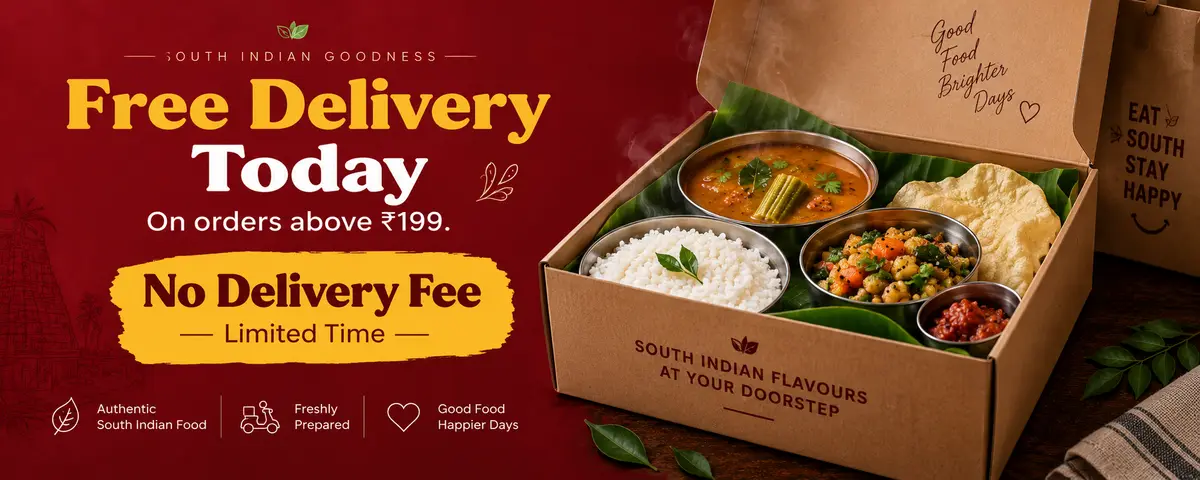 SOUTH INDIAN GOODNESS
Free Delivery
Today
On orders above ₹199.
No Delivery Fee
Limited Time
Authentic
South Indian Food
Freshly
Prepared
Good Food
Happier Days
Good
Food
Brighter
Days
EAT
SOUTH
STAY
HAPPY
SOUTH INDIAN FLAVOURS
AT YOUR DOORSTEP